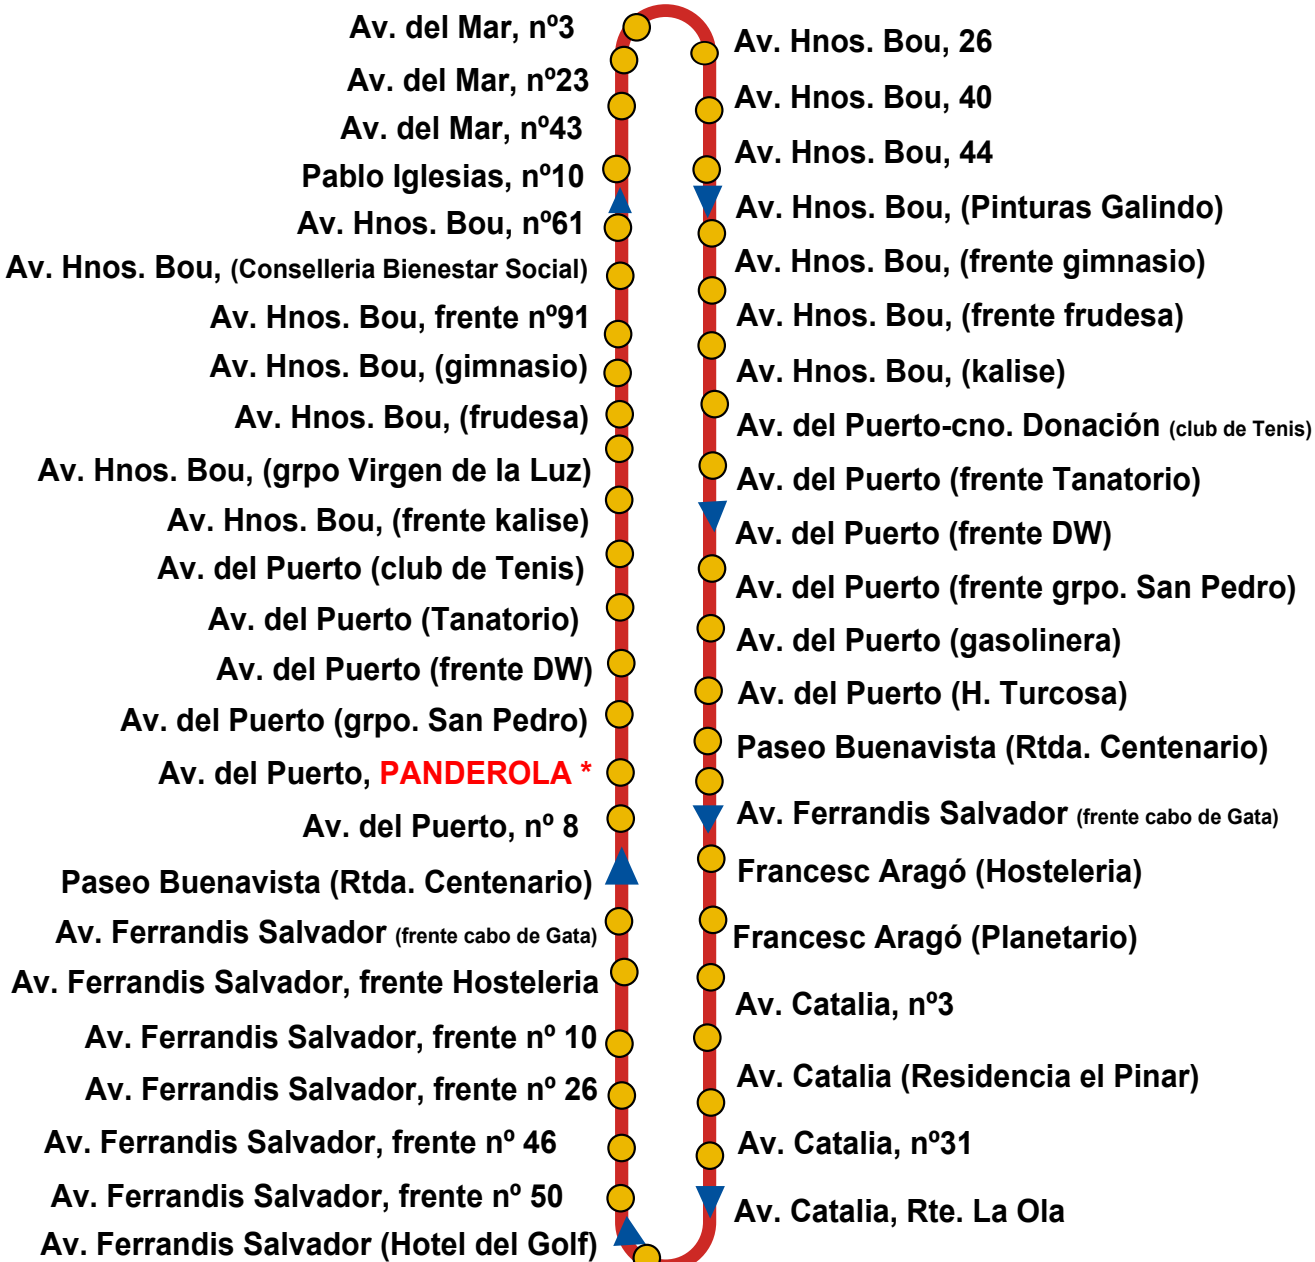 Av. del Mar, nº3
Av. del Mar, nº23
Av. del Mar, nº43
Pablo Iglesias, nº10
Av. Hnos. Bou, nº61
Av. Hnos. Bou, (Conselleria Bienestar Social)
Av. Hnos. Bou, frente nº91
Av. Hnos. Bou, (gimnasio)
Av. Hnos. Bou, (frudesa)
Av. Hnos. Bou, (grpo Virgen de la Luz)
Av. Hnos. Bou, (frente kalise)
Av. del Puerto (club de Tenis)
Av. del Puerto (Tanatorio)
Av. del Puerto (frente DW)
Av. del Puerto (grpo. San Pedro)
Av. del Puerto, PANDEROLA *
Av. del Puerto, nº 8
Paseo Buenavista (Rtda. Centenario)
Av. Ferrandis Salvador (frente cabo de Gata)
Av. Ferrandis Salvador, frente Hosteleria
Av. Ferrandis Salvador, frente nº 10
Av. Ferrandis Salvador, frente nº 26
Av. Ferrandis Salvador, frente nº 46
Av. Ferrandis Salvador, frente nº 50
Av. Ferrandis Salvador (Hotel del Golf)
Av. Hnos. Bou, 26
Av. Hnos. Bou, 40
Av. Hnos. Bou, 44
Av. Hnos. Bou, (Pinturas Galindo)
Av. Hnos. Bou, (frente gimnasio)
Av. Hnos. Bou, (frente frudesa)
Av. Hnos. Bou, (kalise)
Av. del Puerto-cno. Donación (club de Tenis)
Av. del Puerto (frente Tanatorio)
Av. del Puerto (frente DW)
Av. del Puerto (frente grpo. San Pedro)
Av. del Puerto (gasolinera)
Av. del Puerto (H. Turcosa)
Paseo Buenavista (Rtda. Centenario)
Av. Ferrandis Salvador (frente cabo de Gata)
Francesc Aragó (Hosteleria)
Francesc Aragó (Planetario)
Av. Catalia, nº3
Av. Catalia (Residencia el Pinar)
Av. Catalia, nº31
Av. Catalia, Rte. La Ola